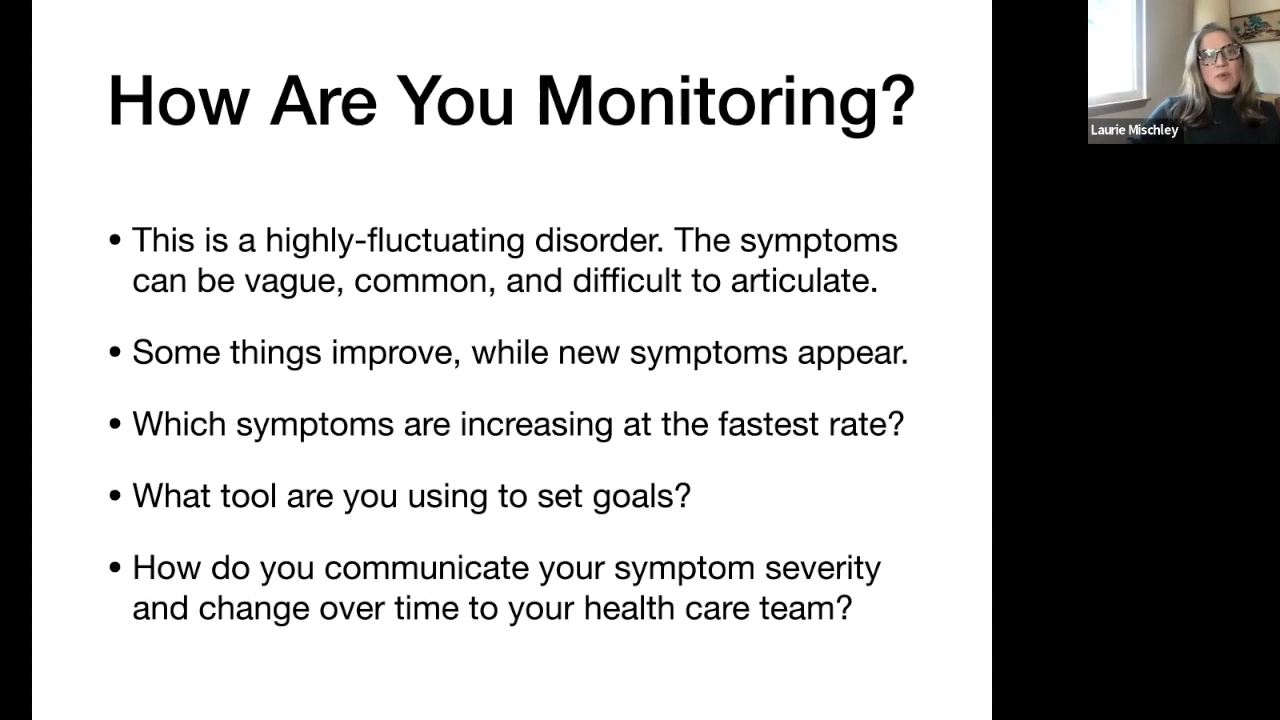 How Are You Monitoring?
• This is a highly-fluctuating disorder. The symptoms
can be vague, common, and difficult to articulate.
• Some things improve, while new symptoms appear.
• Which symptoms are increasing at the fastest rate?
• What tool are you using to set goals?
• How do you communicate your symptom severity
and change over time to your health care team?
Laurie Mischley